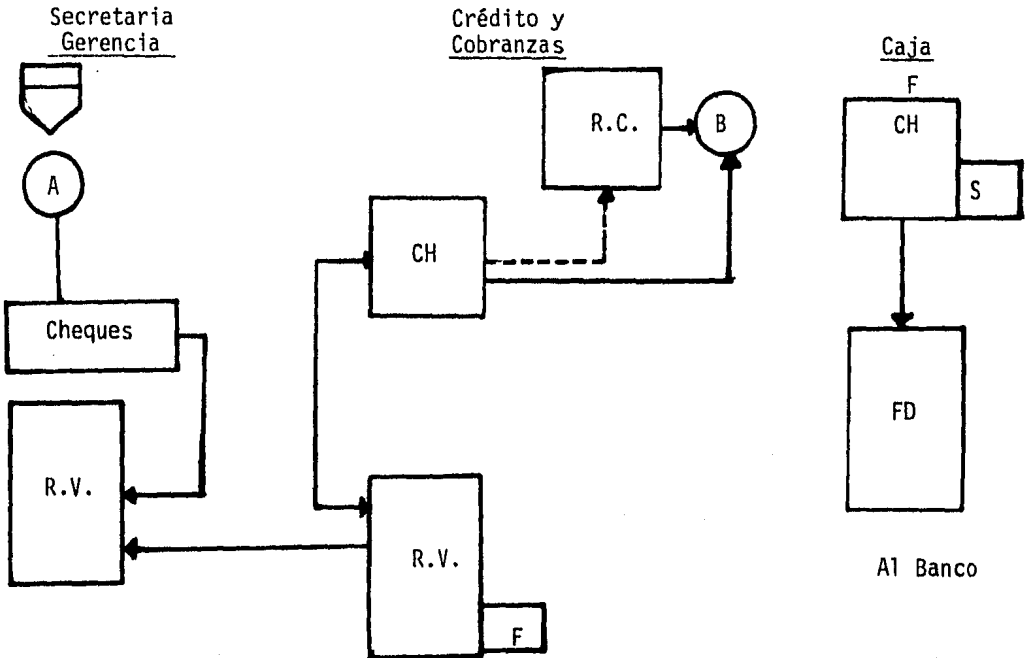 Secretaria
Gerencia
A
Cheques
R.V.
Crédito y
Cobranzas
R.C.
B
CH
R.V.
F
Caja
F
CH
S
FD
Al Banco